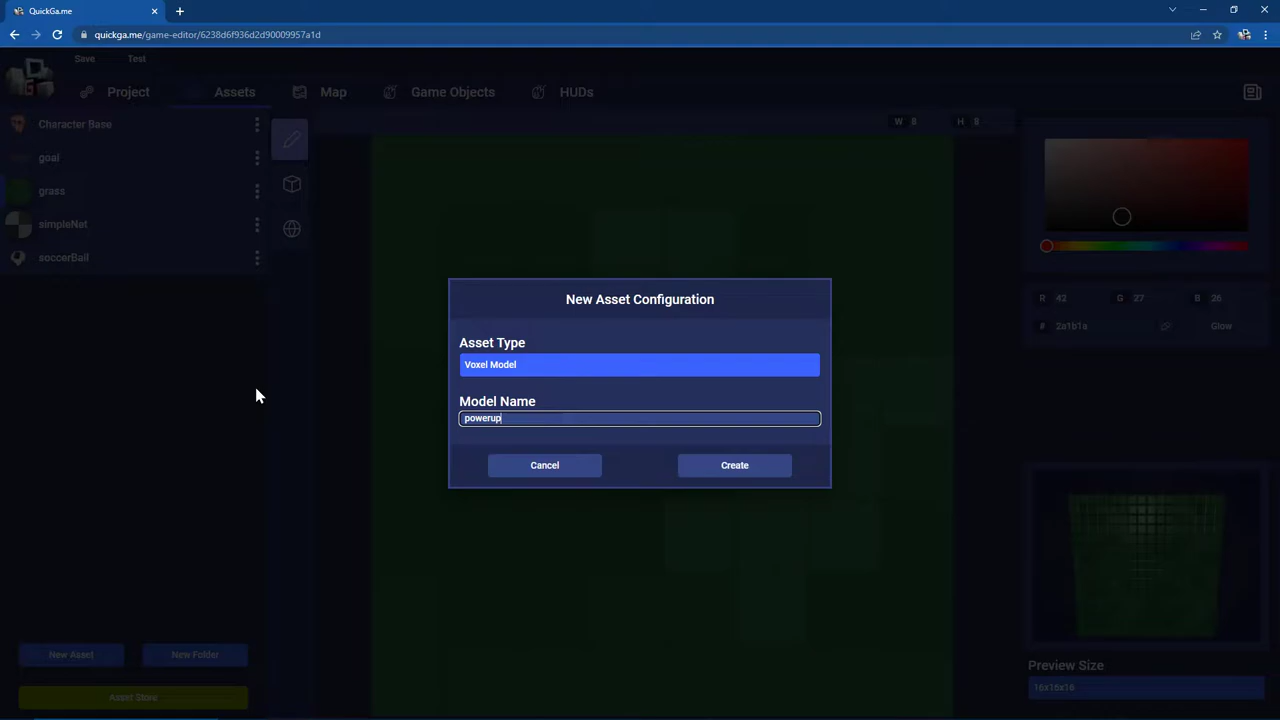 QuickGa.me
quickga.me/game-editor/6238d6f936d2d90009957a1d
Save
Test
Project
Assets
Map
Game Objects
HUDs
Character Base
goal
grass
simpleNet
soccerBall
W 8
H 8
R 42
G 27
B 26
# 2a1b1a
Glow
New Asset Configuration
Asset Type
Voxel Model
Model Name
powerup
Cancel
Create
New Asset
New Folder
Asset Store
Preview Size
16x16x16